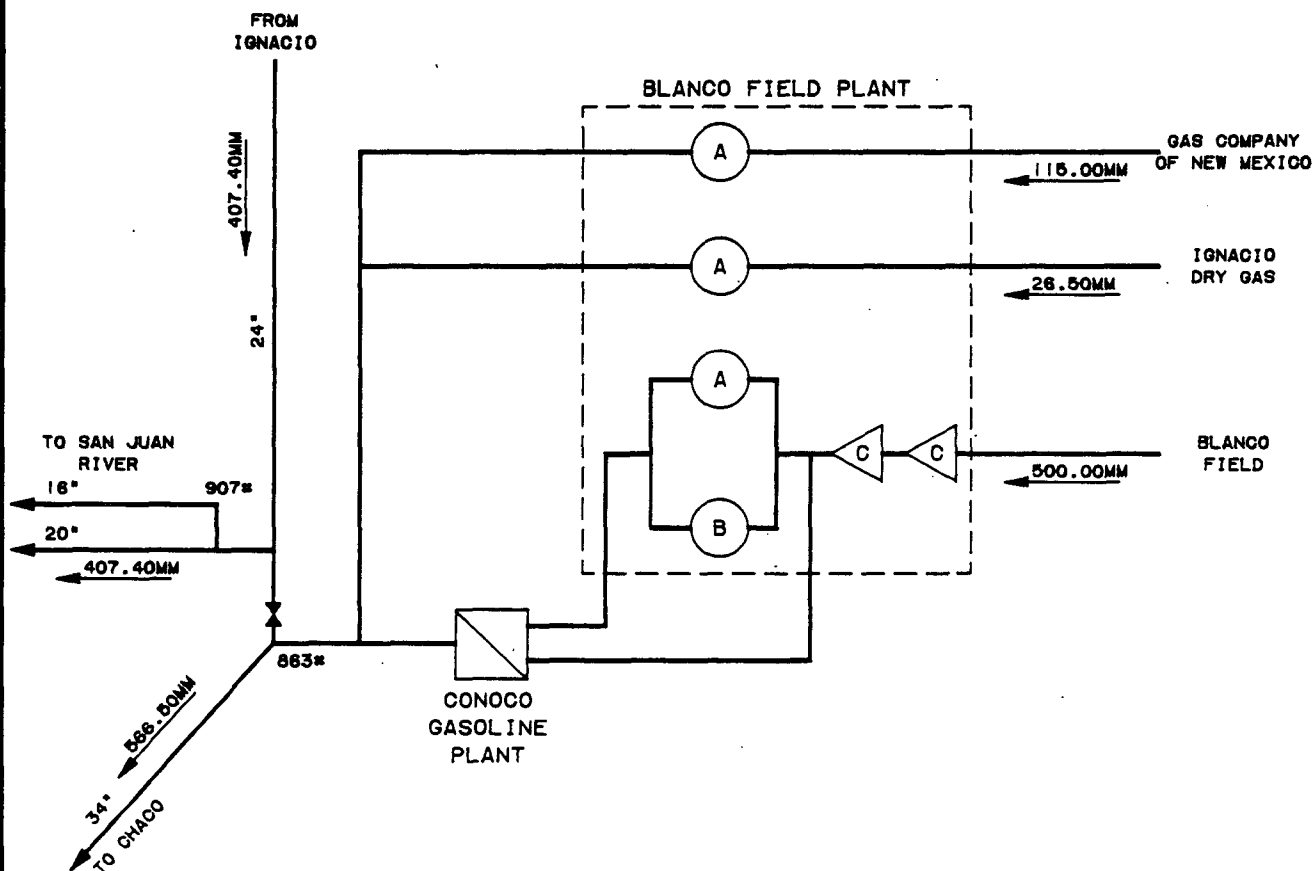 FROM
IGNACIO
407.40MM
24"
BLANCO FIELD PLANT
A
GAS COMPANY
OF NEW MEXICO
115.00MM
A
IGNACIO
DRY GAS
26.50MM
A
C
C
BLANCO
FIELD
500.00MM
B
TO SAN JUAN
RIVER
16"
907#
20"
407.40MM
863#
CONOCO
GASOLINE
PLANT
566.50MM
34"
TO CHACO